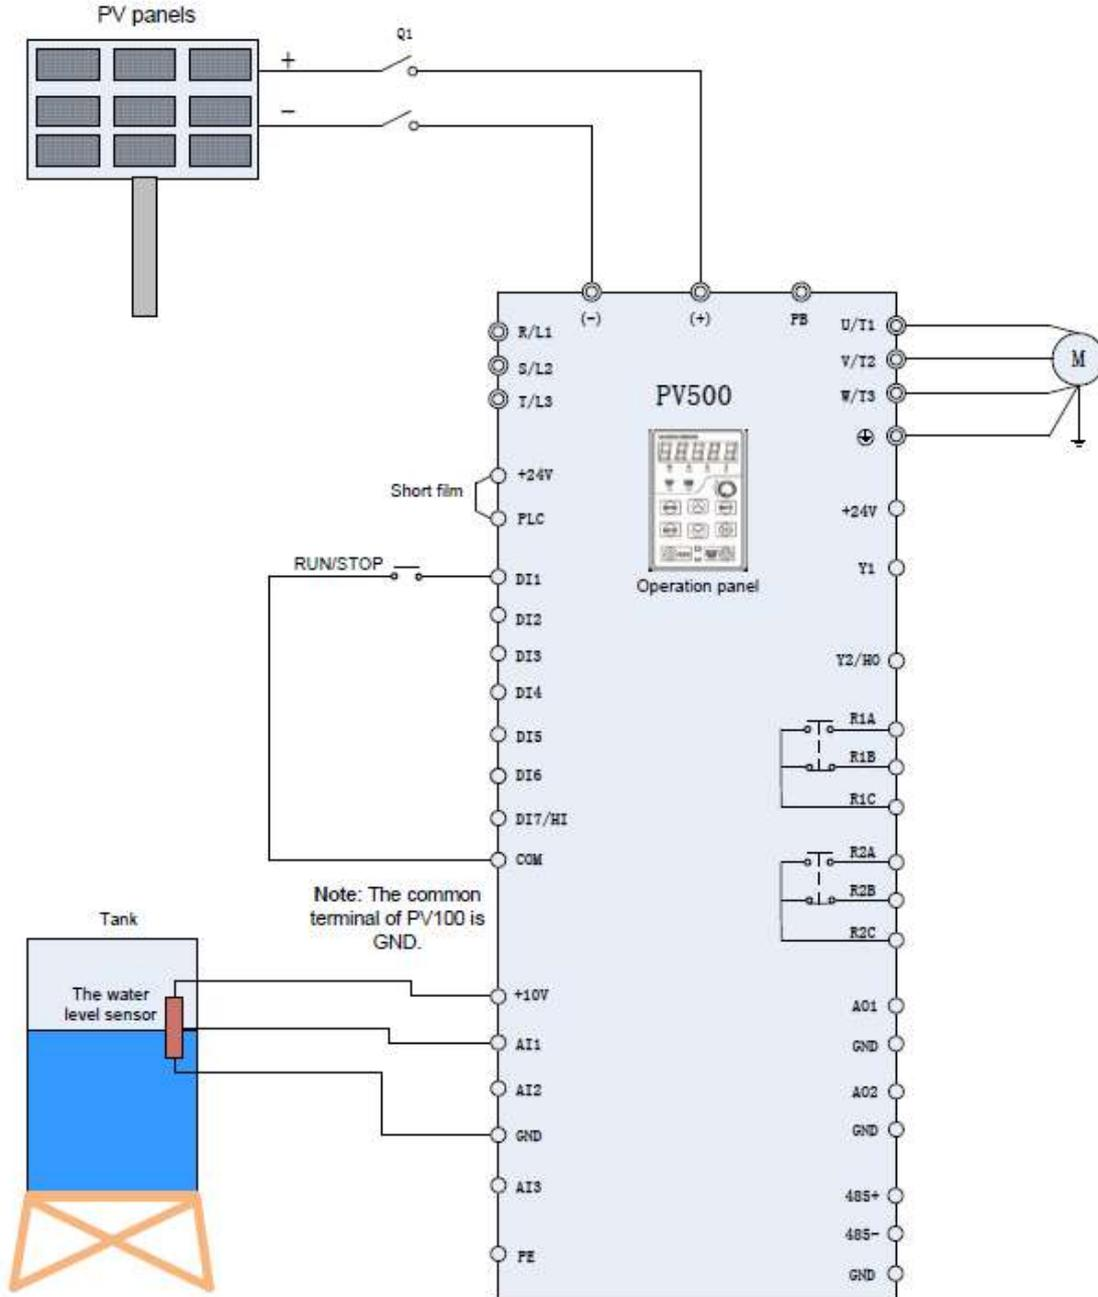 PV panels
Q1
+
−
(-)
(+)
PB
R/L1
S/L2
T/L3
U/T1
V/T2
W/T3
M
PV500
+24V
Short film
PLC
+24V
Operation panel
RUN/STOP
DI1
Y1
DI2
DI3
Y2/HO
DI4
DI5
DI6
DI7/HI
COM
R1A
R1B
R1C
R2A
R2B
R2C
Note: The common
terminal of PV100 is
GND.
Tank
The water
level sensor
+10V
AI1
AI2
GND
AI3
PE
AO1
GND
AO2
GND
485+
485-
GND